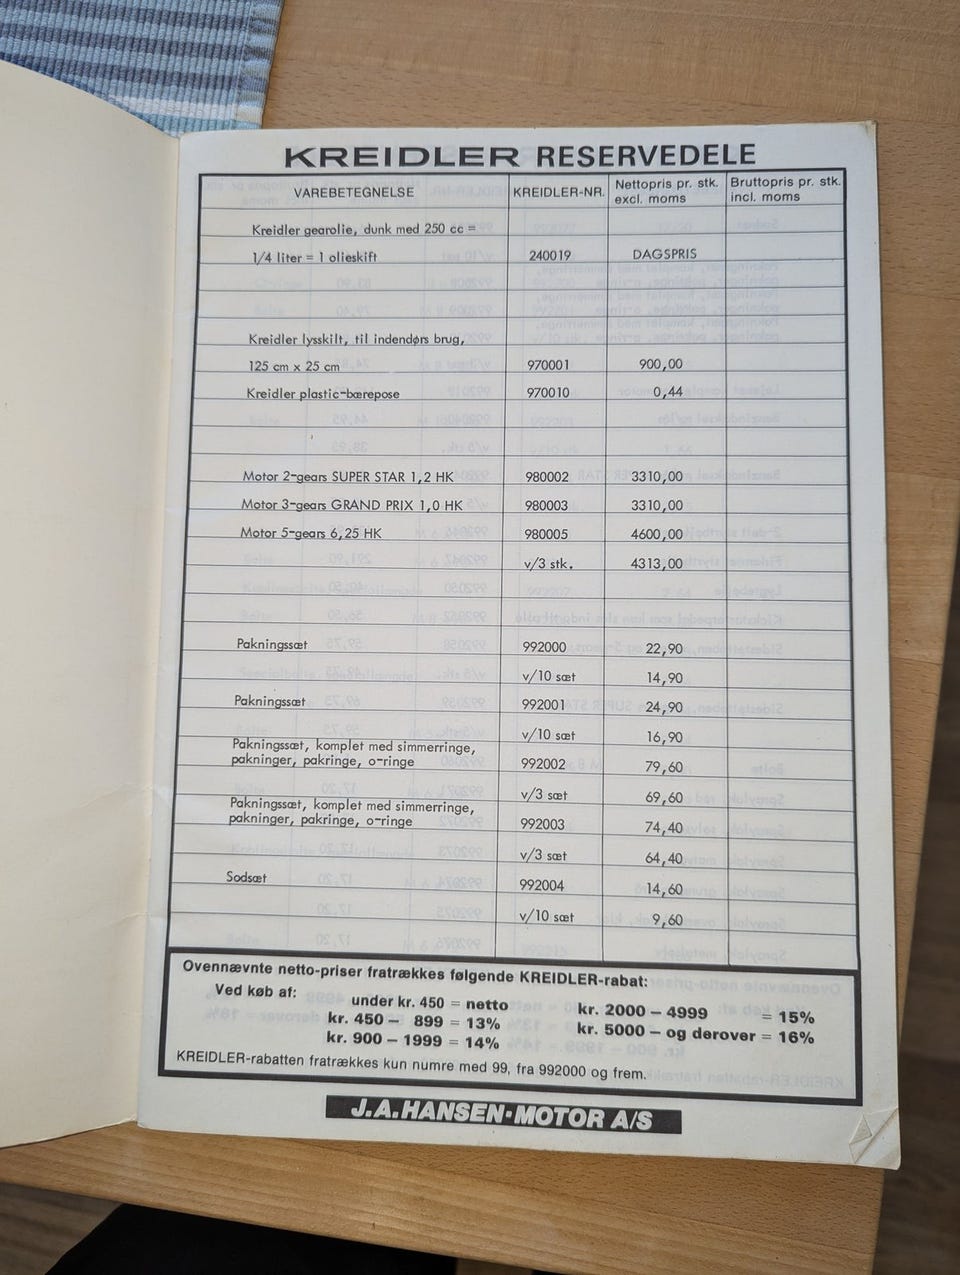 KREIDLER RESERVEDELE
VAREBETEGNELSE KREIDLER-NR. Nettopris pr. stk. excl. moms Bruttopris pr. stk. incl. moms
Kreidler gearolie, dunk med 250 cc =
1/4 liter = 1 olieskift 240019 DAGSPRIS
Kreidler lysskilt, til indendørs brug,
125 cm x 25 cm 970001 900,00
Kreidler plastic-bærepose 970010 0,44
Motor 2-gears SUPER STAR 1,2 HK 980002 3310,00
Motor 3-gears GRAND PRIX 1,0 HK 980003 3310,00
Motor 5-gears 6,25 HK 980005 4600,00
v/3 stk. 4313,00
Pakningssæt 992000 22,90
v/10 sæt 14,90
Pakningssæt 992001 24,90
v/10 sæt 16,90
Pakningssæt, komplet med simmerringe,
pakninger, pakringe, o-ringe 992002 79,60
v/3 sæt 69,60
Pakningssæt, komplet med simmerringe,
pakninger, pakringe, o-ringe 992003 74,40
v/3 sæt 64,40
Sodsæt 992004 14,60
v/10 sæt 9,60
Ovennævnte netto-priser fratrækkes følgende KREIDLER-rabat:
Ved køb af: under kr. 450 = netto kr. 2000 – 4999 = 15%
kr. 450 – 899 = 13% kr. 5000 – og derover = 16%
kr. 900 – 1999 = 14%
KREIDLER-rabatten fratrækkes kun numre med 99, fra 992000 og frem.
J.A.HANSEN·MOTOR A/S